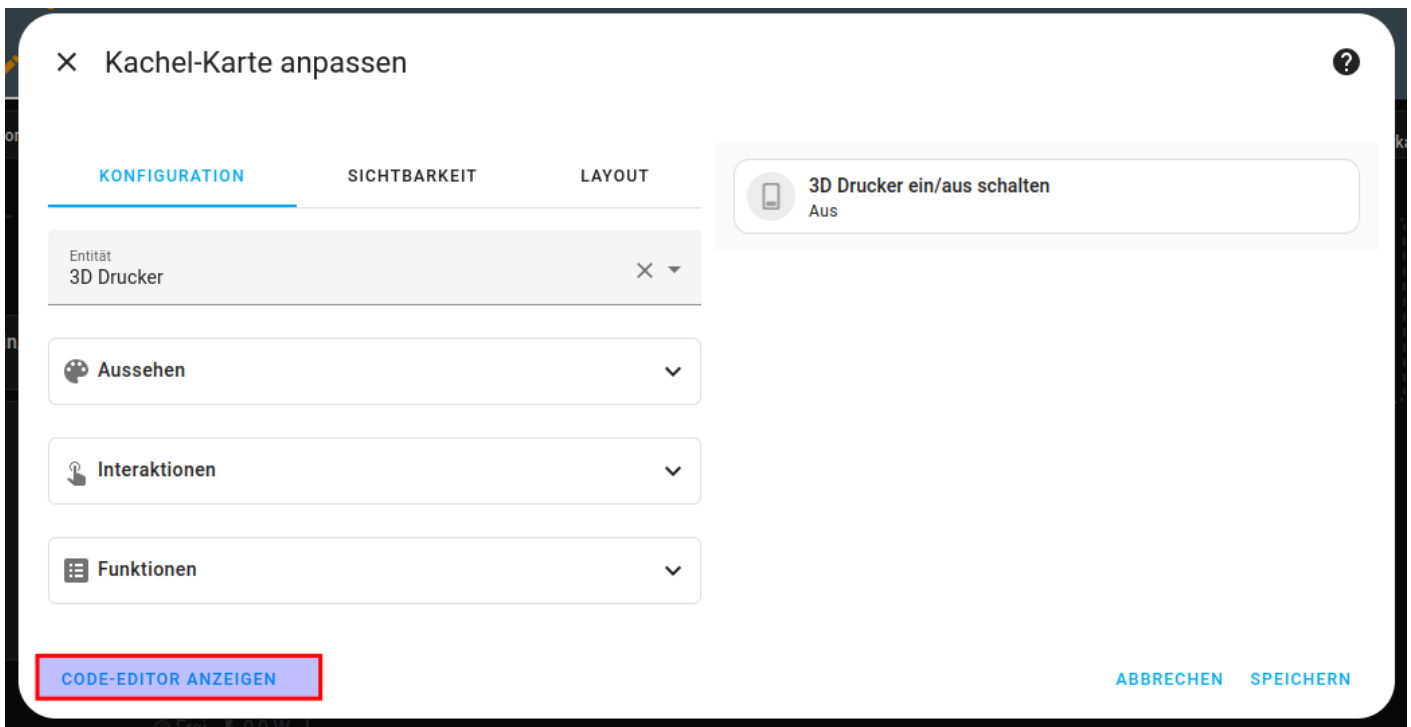 Kachel-Karte anpassen
KONFIGURATION
SICHTBARKEIT
LAYOUT
Entität
3D Drucker
Aussehen
Interaktionen
Funktionen
3D Drucker ein/aus schalten
Aus
CODE-EDITOR ANZEIGEN
ABBRECHEN
SPEICHERN